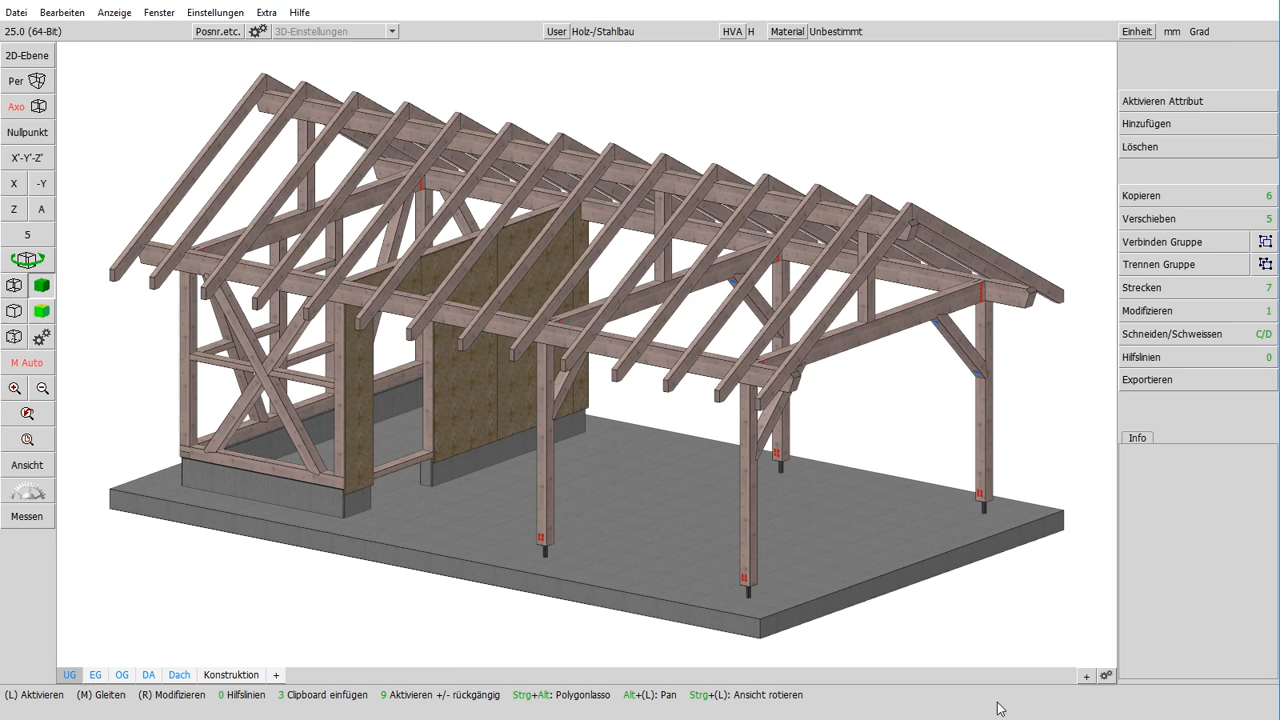 Datei Bearbeiten Anzeige Fenster Einstellungen Extra Hilfe
25.0 (64-Bit) Posnr.etc. 3D-Einstellungen User Holz-/Stahlbau HVA H Material Unbestimmt Einheit mm Grad
2D-Ebene
Per
Axo
Nullpunkt
X'-Y'-Z'
X -Y
Z A
5
M Auto
Ansicht
Messen
Aktivieren Attribut
Hinzufügen
Löschen
Kopieren 6
Verschieben 5
Verbinden Gruppe
Trennen Gruppe
Strecken 7
Modifizieren 1
Schneiden/Schweissen C/D
Hilfslinien 0
Exportieren
Info
UG EG OG DA Dach Konstruktion + +
(L) Aktivieren (M) Gleiten (R) Modifizieren 0 Hilfslinien 3 Clipboard einfügen 9 Aktivieren +/- rückgängig Strg+Alt: Polygonlasso Alt+(L): Pan Strg+(L): Ansicht rotieren